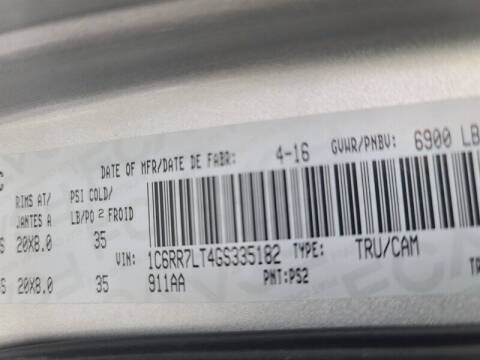 DATE OF MFR/DATE DE FABR: 4-16 GVWR/PNBV: 6900 LB
RIMS AT/ PSI COLD/
JANTES A LB/PO 2 FROID
20X8.0 35
VIN: 1C6RR7LT4GS335182 TYPE: TRU/CAM
20X8.0 35 911AA PNT:PS2